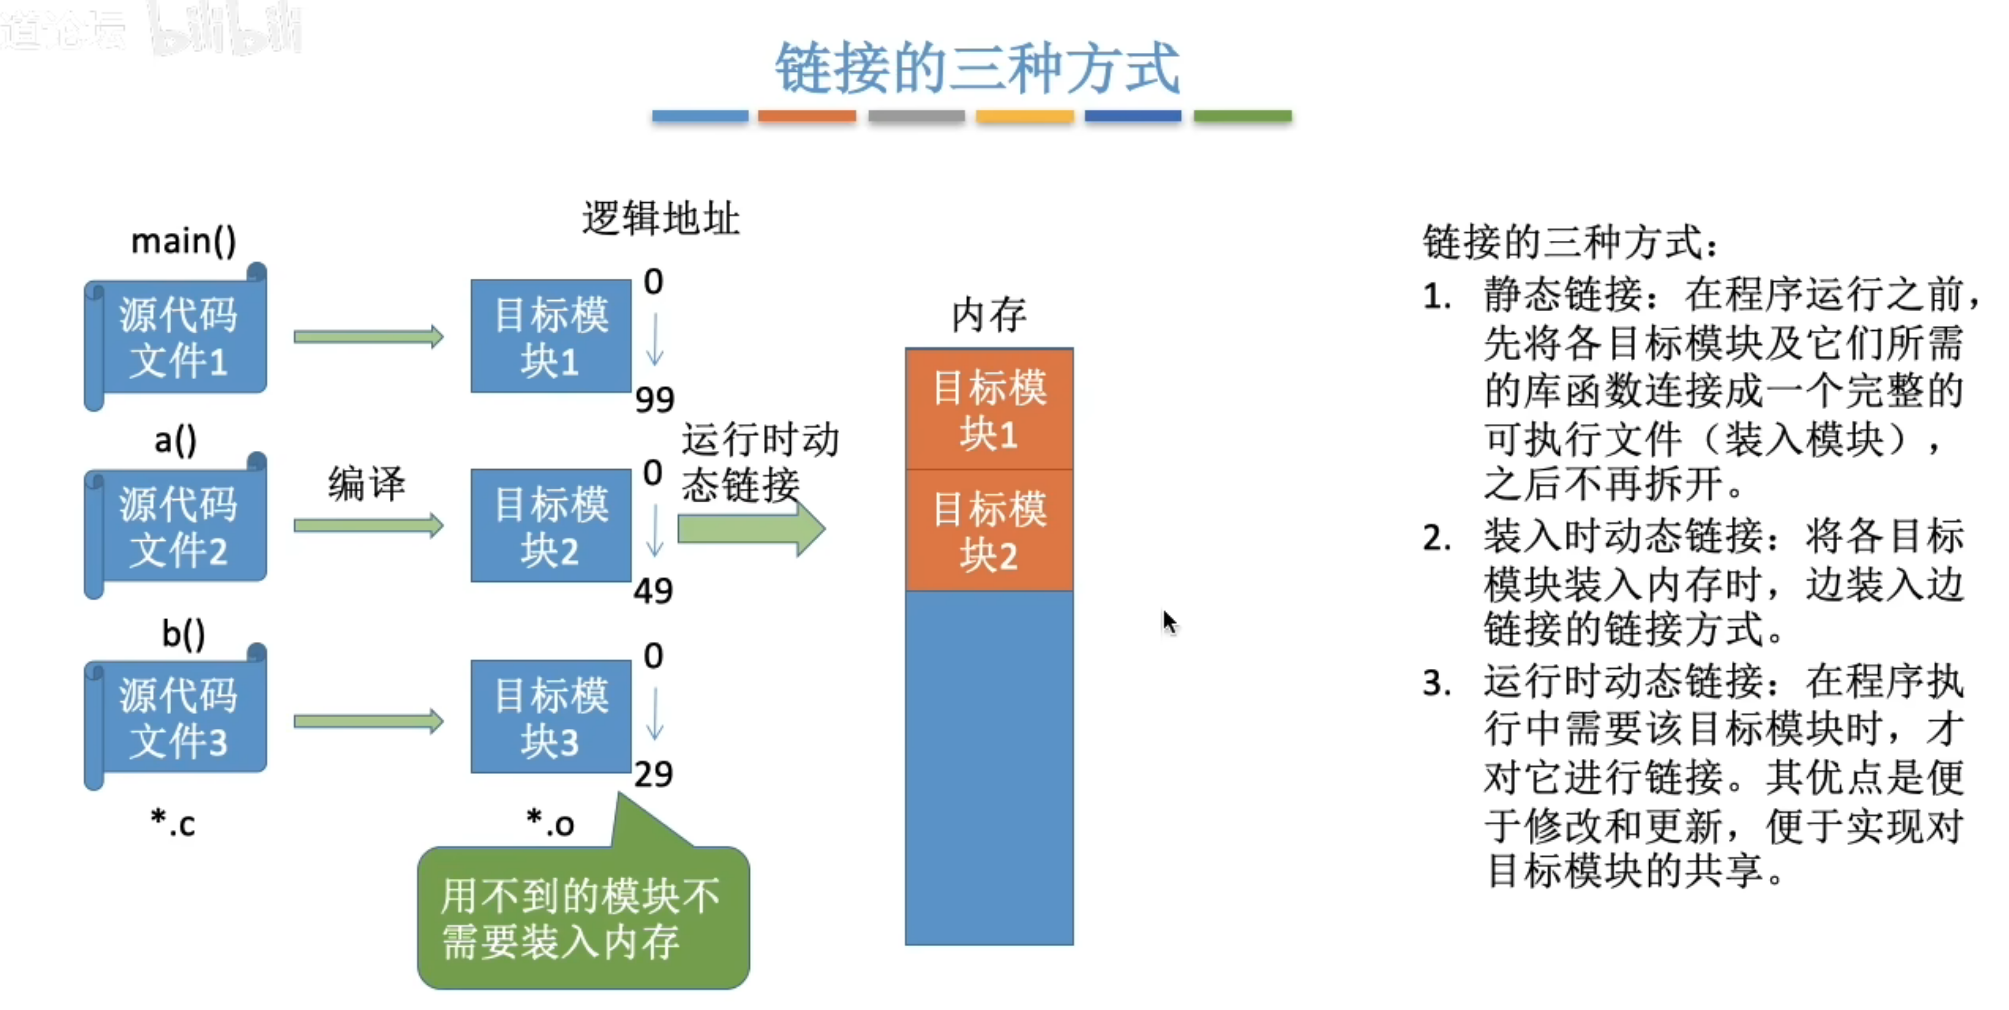 道论坛 bilibili
链接的三种方式
逻辑地址
main()
源代码
文件1
目标模
块1
0
99
a()
源代码
文件2
编译
目标模
块2
0
49
运行时动
态链接
b()
源代码
文件3
目标模
块3
0
29
*.c
*.o
用不到的模块不
需要装入内存
内存
目标模
块1
目标模
块2
链接的三种方式：
1. 静态链接：在程序运行之前，
先将各目标模块及它们所需
的库函数连接成一个完整的
可执行文件（装入模块），
之后不再拆开。
2. 装入时动态链接：将各目标
模块装入内存时，边装入边
链接的链接方式。
3. 运行时动态链接：在程序执
行中需要该目标模块时，才
对它进行链接。其优点是便
于修改和更新，便于实现对
目标模块的共享。